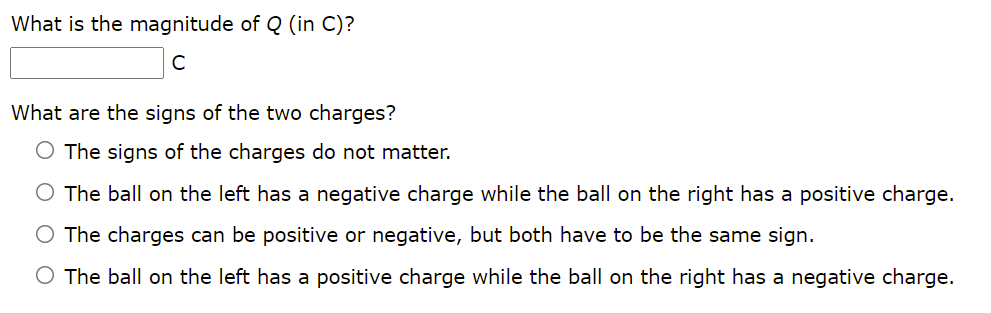 What is the magnitude of Q (in C)?
C
What are the signs of the two charges?
The signs of the charges do not matter.
The ball on the left has a negative charge while the ball on the right has a positive charge.
The charges can be positive or negative, but both have to be the same sign.
The ball on the left has a positive charge while the ball on the right has a negative charge.